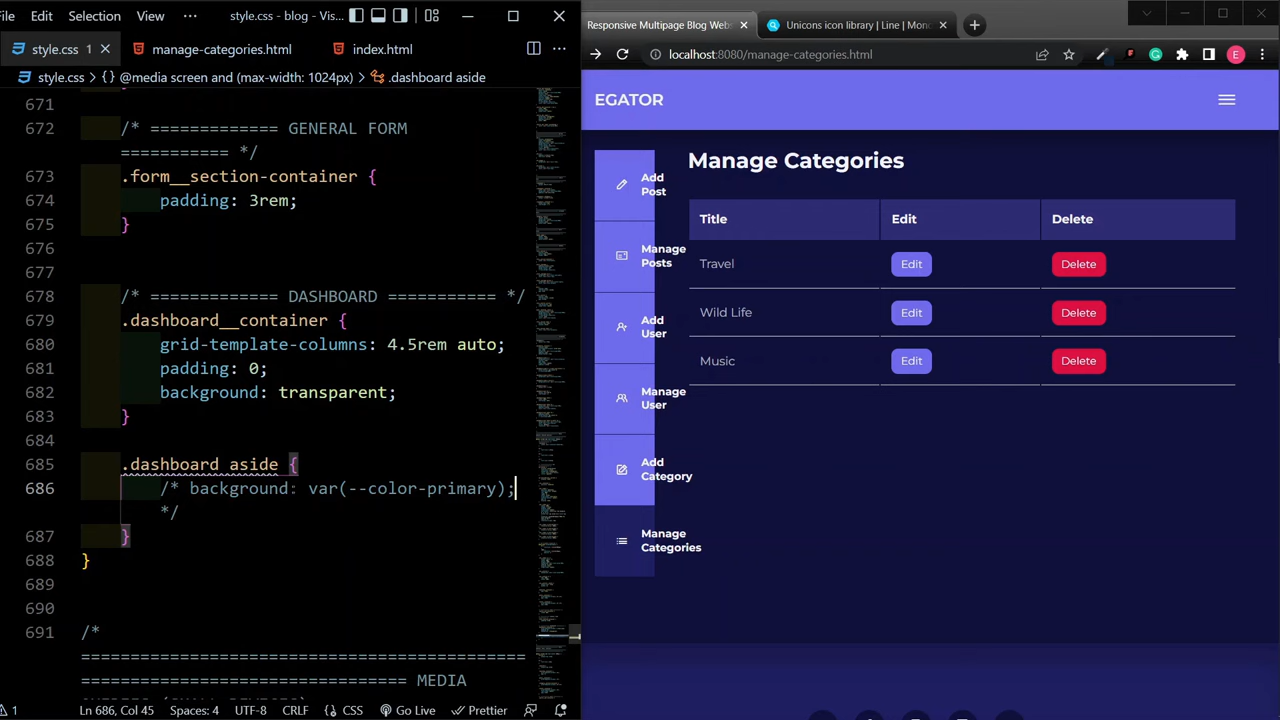 File
Selection
View
style.css - blog - Vis...
style.css 1
manage-categories.html
index.html
style.css > {} @media screen and (max-width: 1024px) > .dashboard aside
671
672 /* ============= GENERAL FORM
=========== */
673 .form__section-container {
674 padding: 3rem;
675 }
676
677
678 /* ============= DASHBOARD =========== */
679 .dashboard__container {
680 grid-template-columns: 4.5rem auto;
681 padding: 0;
682 background: transparent;
683 }
684
685 .dashboard aside {
686 /* background: var(--color-primary);
*/
687 }
688 }
689
690
691 /*
=============================================
================================= MEDIA
1
Ln 686, Col 45
Spaces: 4
UTF-8
CRLF
{} CSS
Go Live
Prettier
Responsive Multipage Blog Webs
Unicons icon library | Line | Mono
localhost:8080/manage-categories.html
E
EGATOR
Add
Post
Manage
Posts
Add
User
Manage
User
Add
Category
Manage
Categories
Manage Categories
Title Edit Delete
Travel Edit Delete
Wild Life Edit Delete
Music Edit Delete